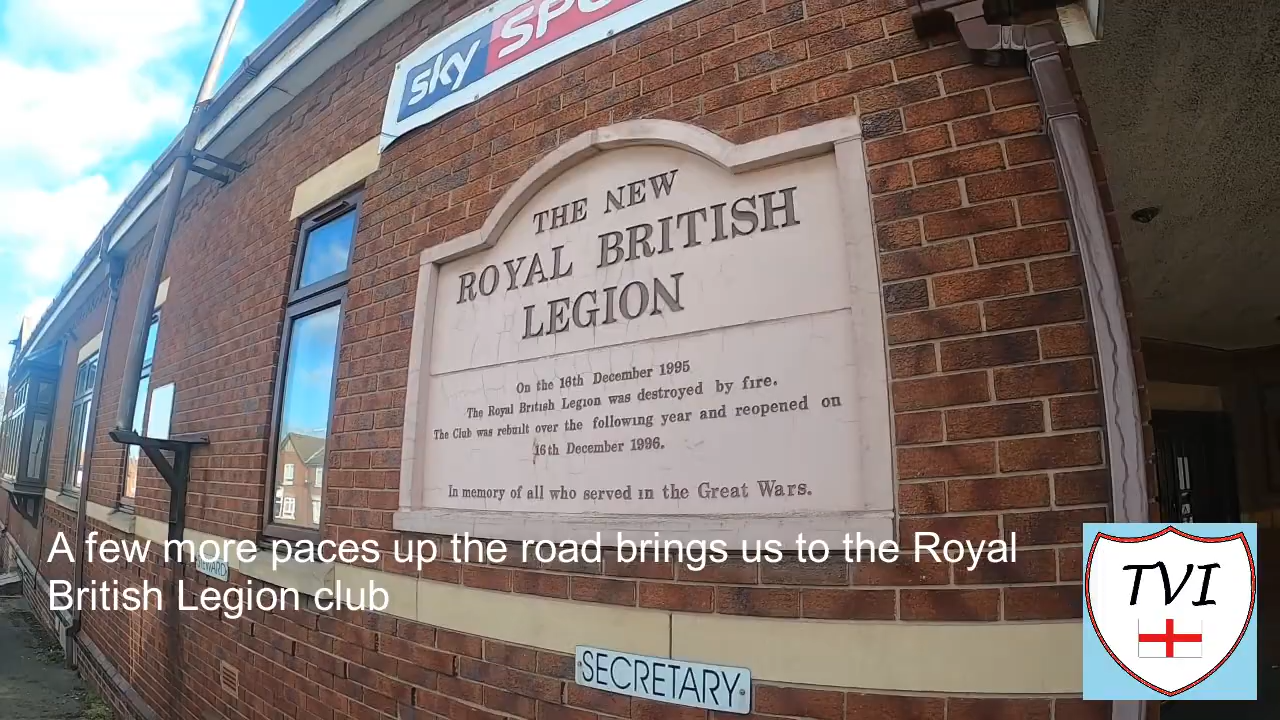 sky SPO
THE NEW
ROYAL BRITISH
LEGION
On the 16th December 1995
The Royal British Legion was destroyed by fire.
The Club was rebuilt over the following year and reopened on
16th December 1996.
In memory of all who served in the Great Wars.
A few more paces up the road brings us to the Royal
British Legion club
STEWARD
SECRETARY
TVI